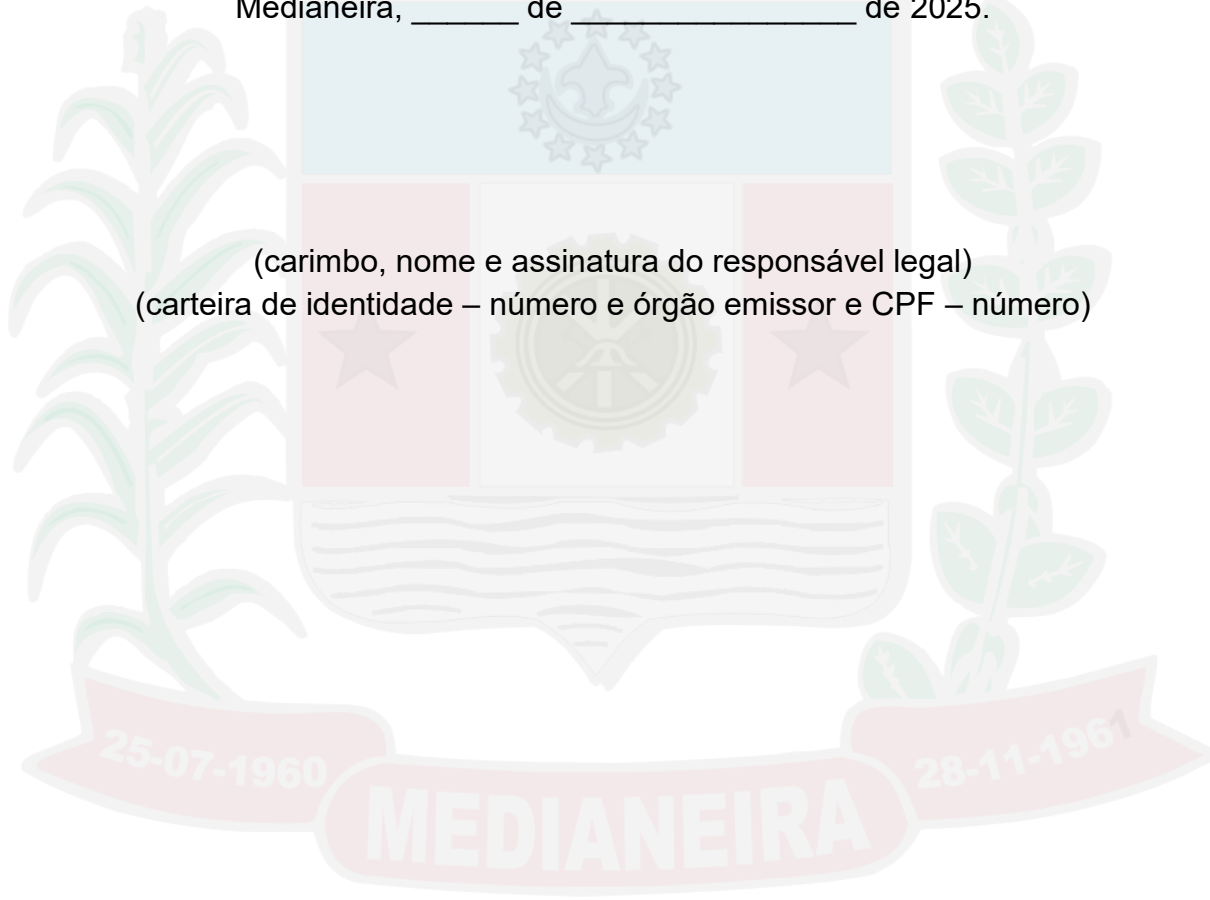 Medianeira, ______ de ________________ de 2025.
(carimbo, nome e assinatura do responsável legal)
(carteira de identidade – número e órgão emissor e CPF – número)
25-07-1960
28-11-1961
MEDIANEIRA